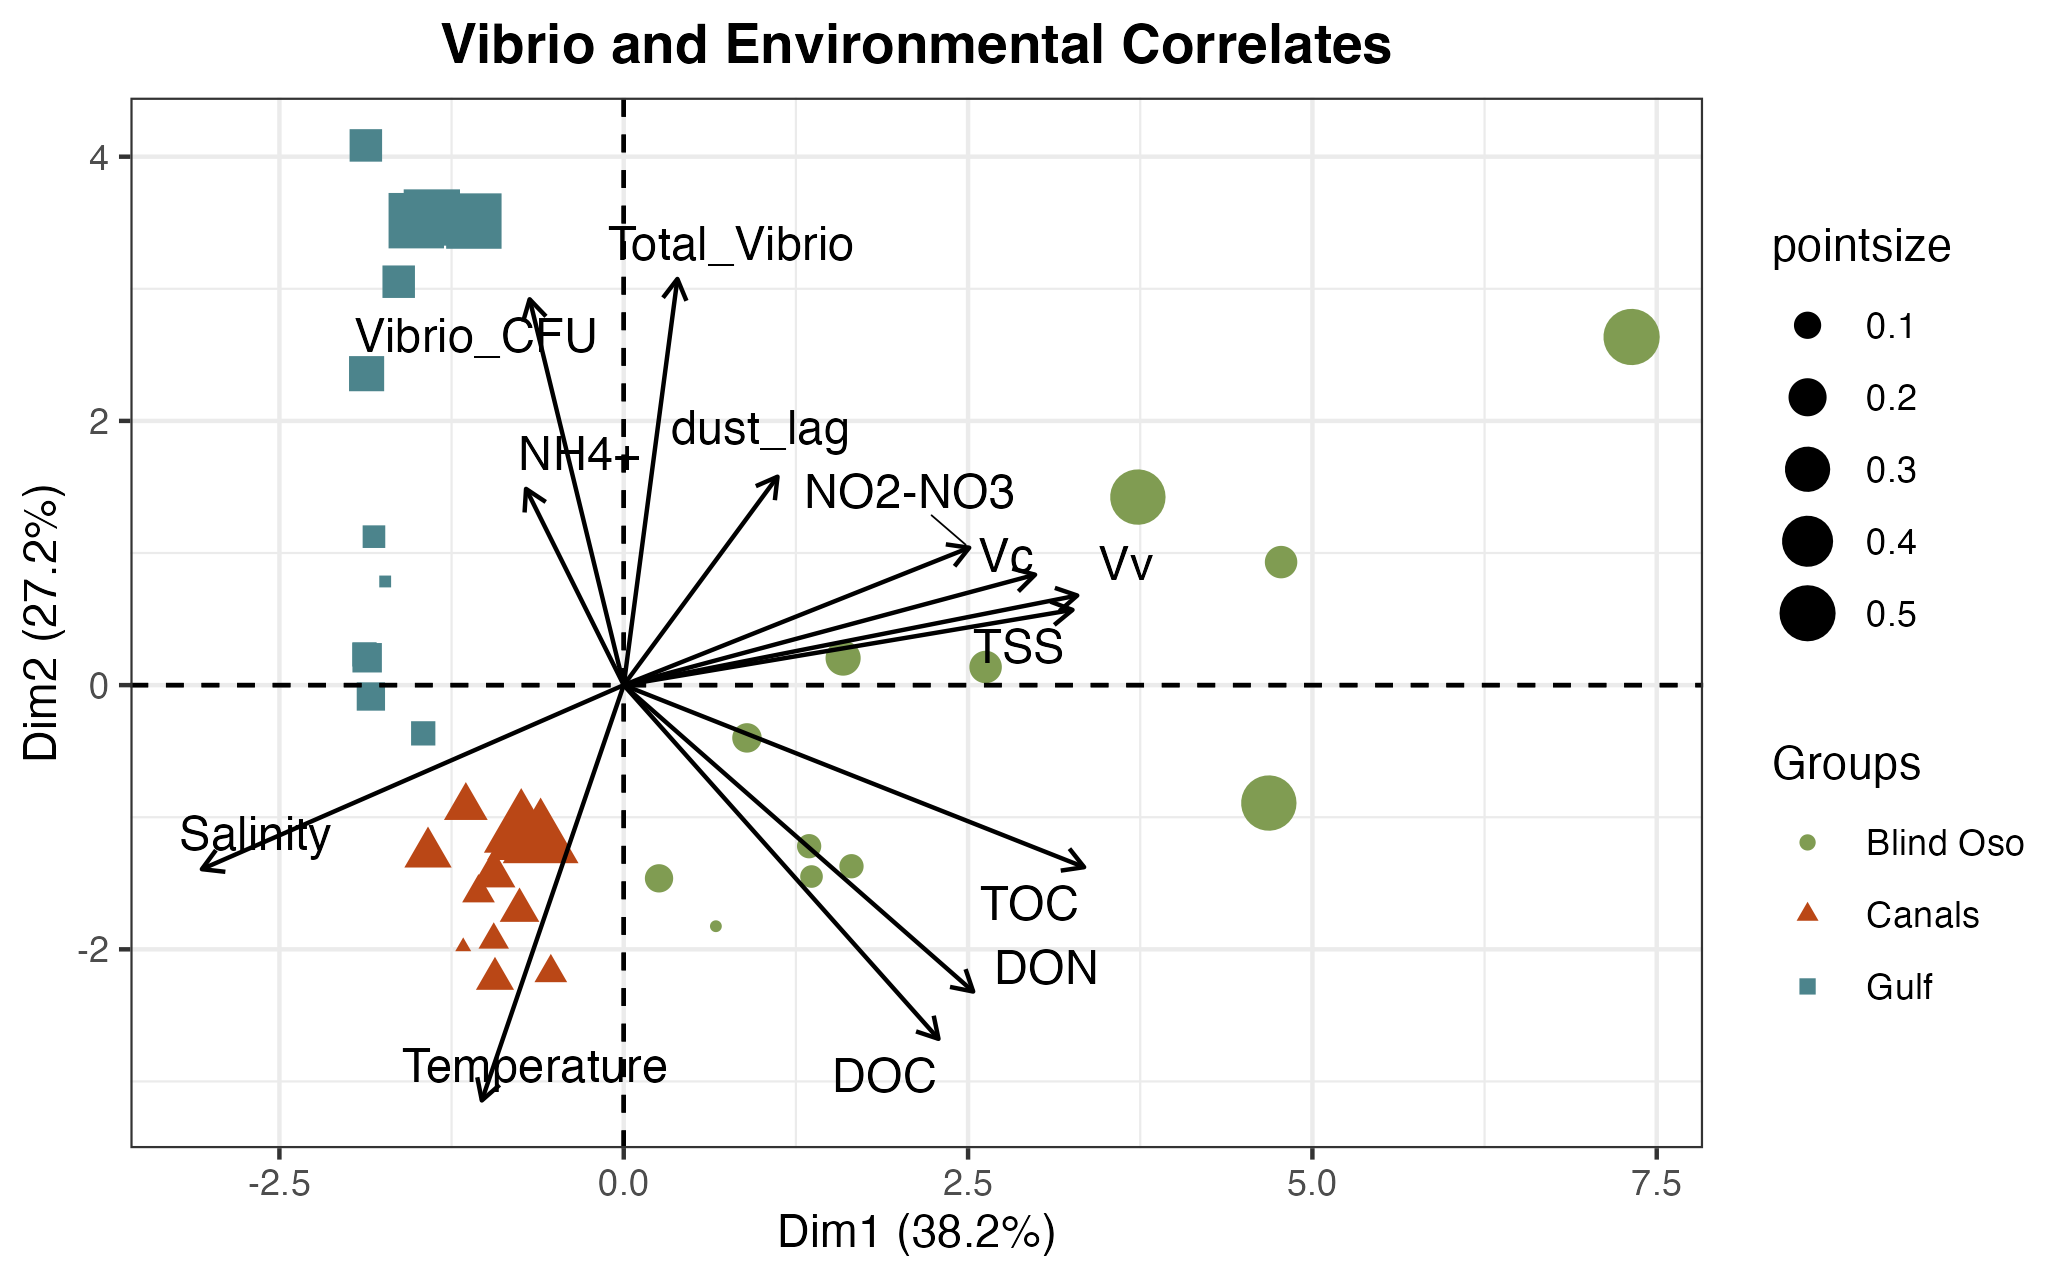 Vibrio and Environmental Correlates
Dim2 (27.2%)
4
2
0
-2
Total_Vibrio
Vibrio_CFU
dust_lag
NH4+
NO2-NO3
Vc
Vv
TSS
Salinity
TOC
DON
Temperature
DOC
-2.5
0.0
2.5
5.0
7.5
Dim1 (38.2%)
pointsize
0.1
0.2
0.3
0.4
0.5
Groups
Blind Oso
Canals
Gulf